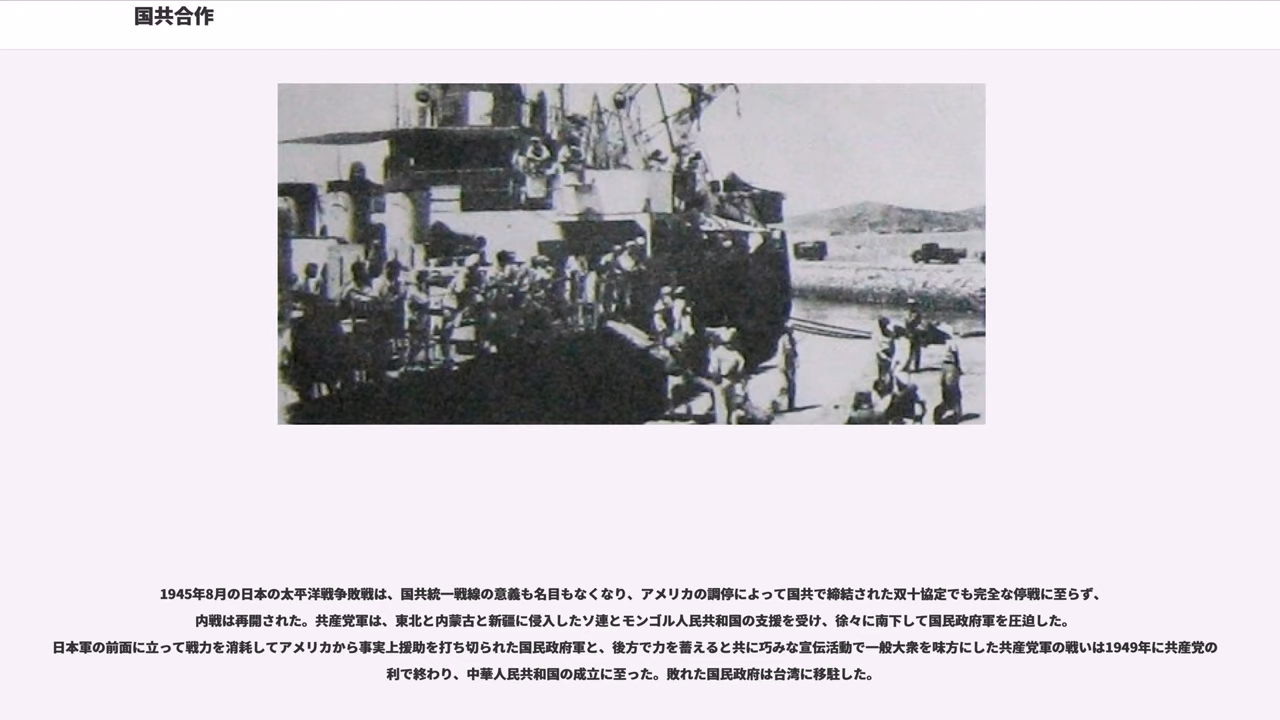 国共合作
1945年8月の日本の太平洋戦争敗戦は、国共統一戦線の意義も名目もなくなり、アメリカの調停によって国共で締結された双十協定でも完全な停戦に至らず、
内戦は再開された。共産党軍は、東北と内蒙古と新疆に侵入したソ連とモンゴル人民共和国の支援を受け、徐々に南下して国民政府軍を圧迫した。
日本軍の前面に立って戦力を消耗してアメリカから事実上援助を打ち切られた国民政府軍と、後方で力を蓄えると共に巧みな宣伝活動で一般大衆を味方にした共産党軍の戦いは1949年に共産党の
利で終わり、中華人民共和国の成立に至った。敗れた国民政府は台湾に移駐した。